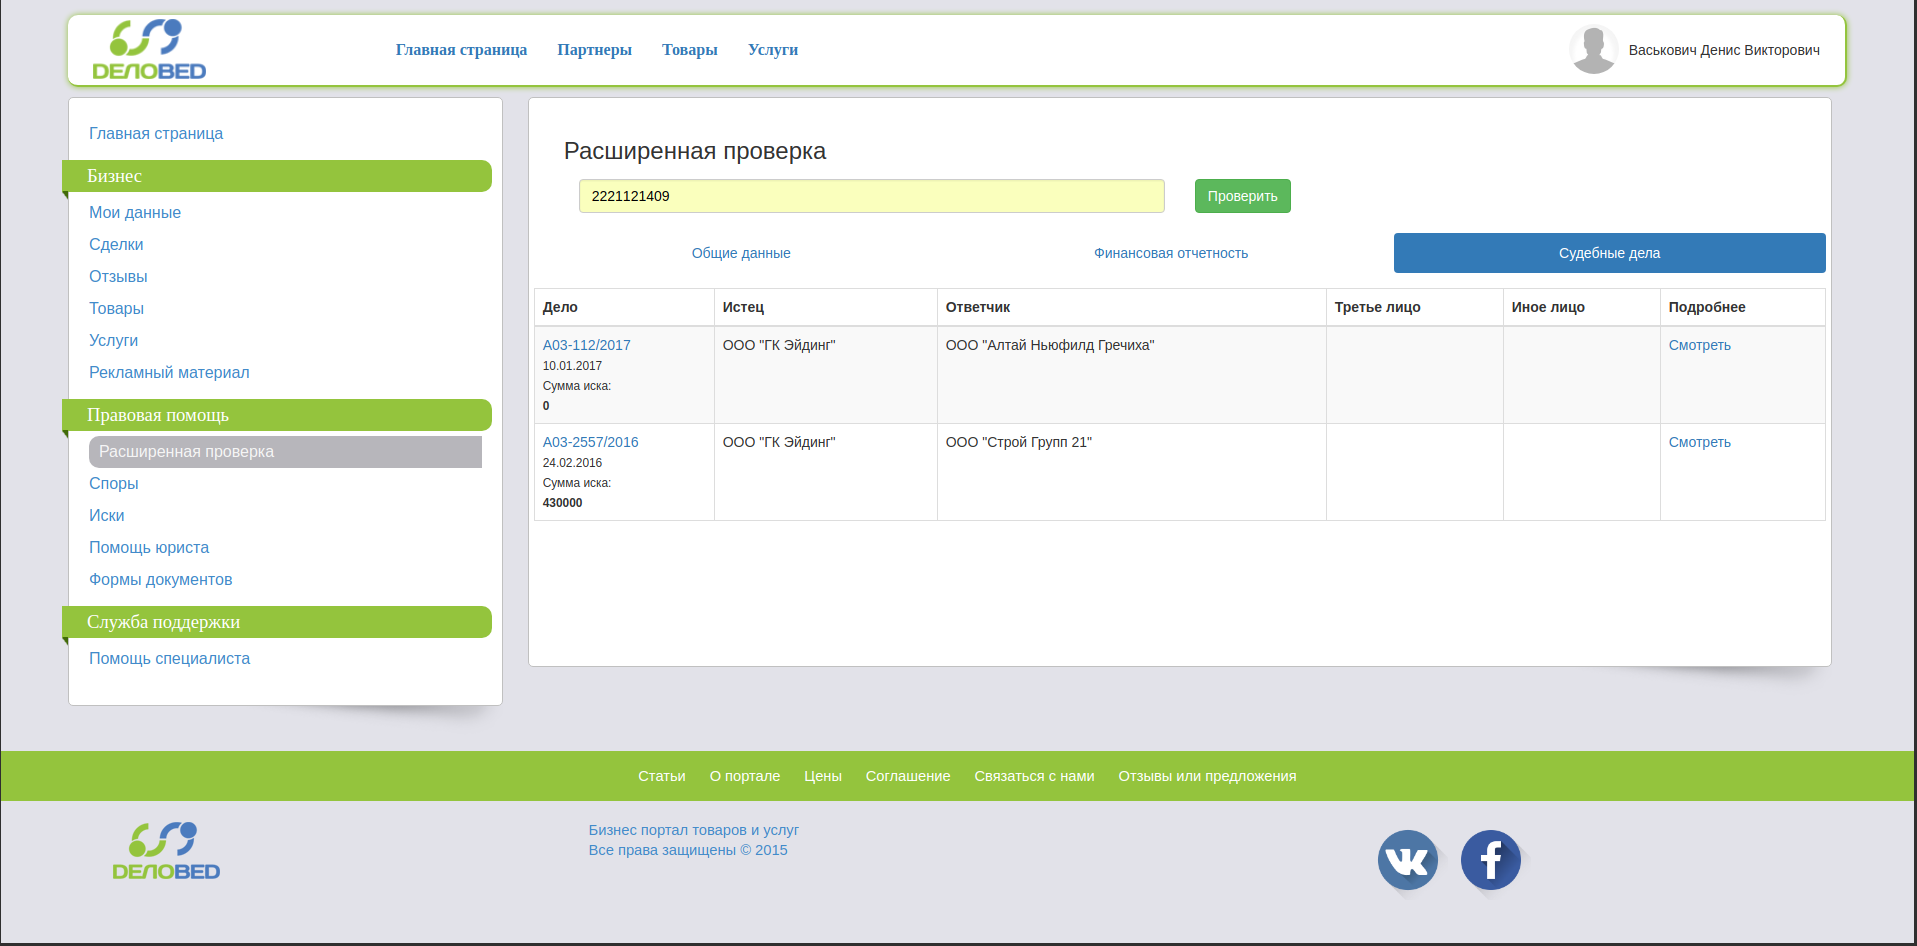 DЕЛОВЕD
Главная страница Партнеры Товары Услуги
Васькович Денис Викторович
Главная страница
Бизнес
Мои данные
Сделки
Отзывы
Товары
Услуги
Рекламный материал
Правовая помощь
Расширенная проверка
Споры
Иски
Помощь юриста
Формы документов
Служба поддержки
Помощь специалиста
Расширенная проверка
2221121409 Проверить
Общие данные Финансовая отчетность Судебные дела
Дело Истец Ответчик Третье лицо Иное лицо Подробнее
А03-112/2017 ООО "ГК Эйдинг" ООО "Алтай Ньюфилд Гречиха" Смотреть
10.01.2017
Сумма иска:
0
А03-2557/2016 ООО "ГК Эйдинг" ООО "Строй Групп 21" Смотреть
24.02.2016
Сумма иска:
430000
Статьи О портале Цены Соглашение Связаться с нами Отзывы или предложения
DЕЛОВЕD
Бизнес портал товаров и услуг
Все права защищены © 2015